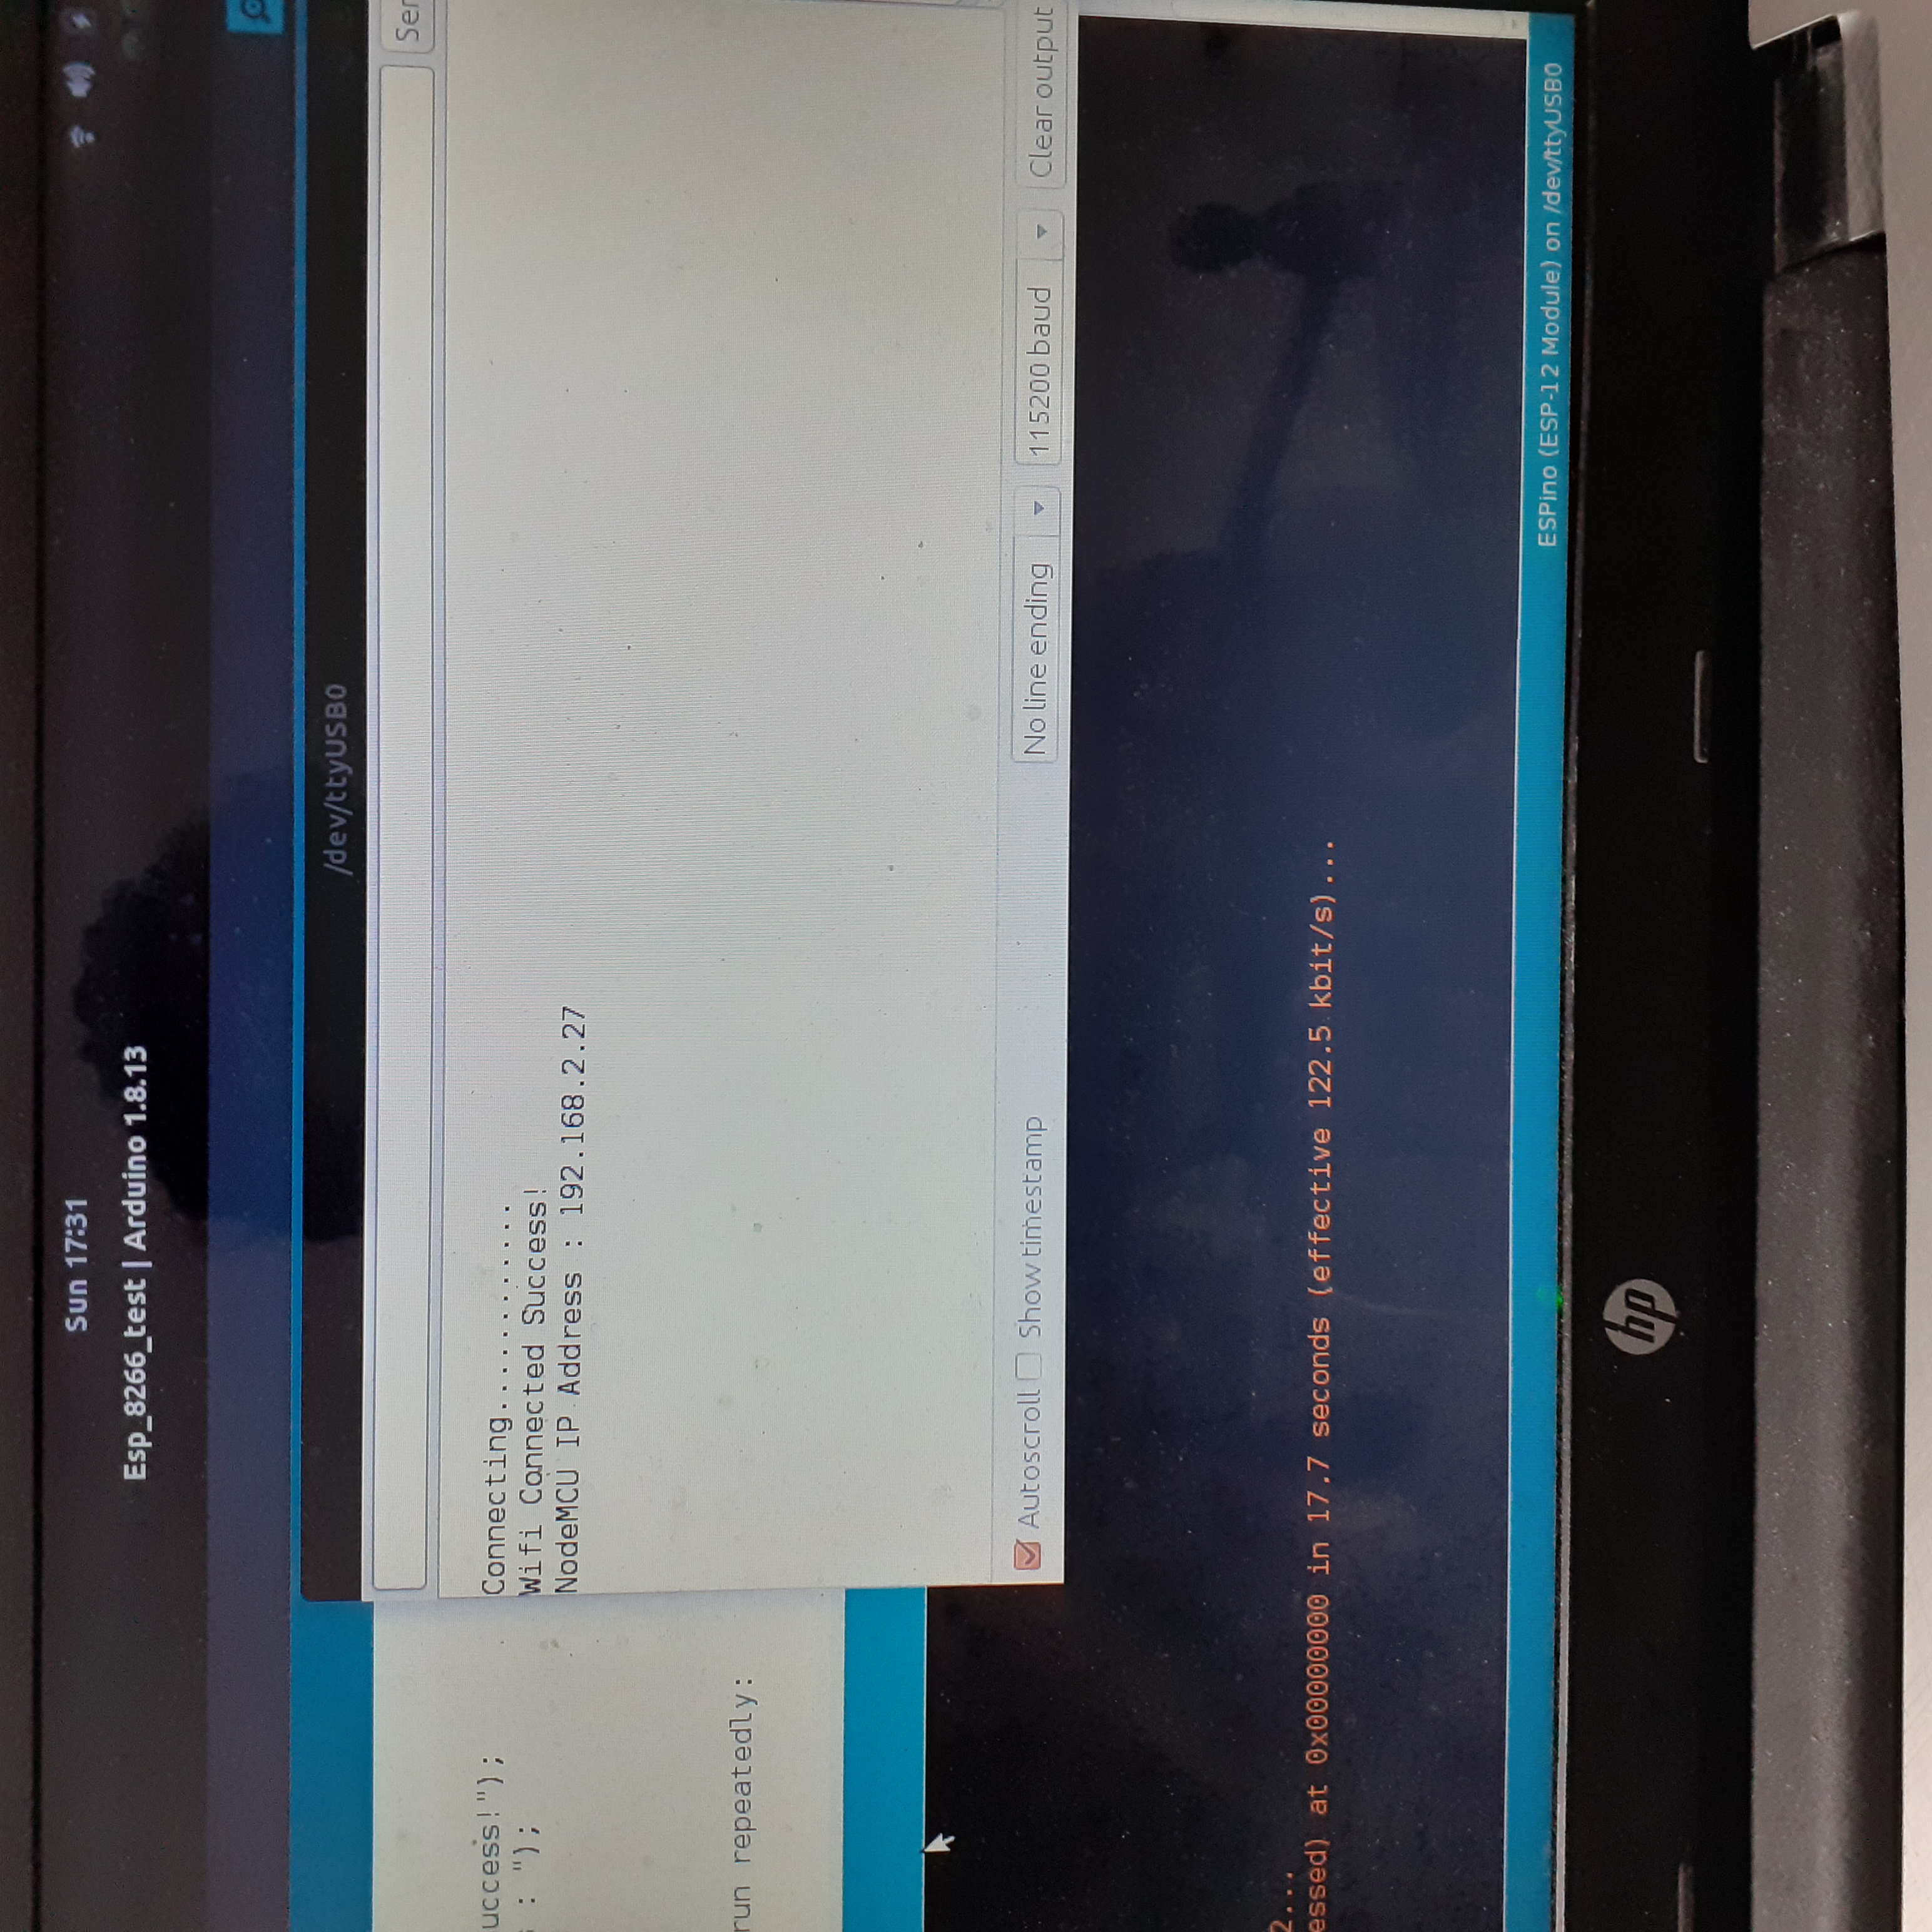 Sun 17:31
Esp_8266_test | Arduino 1.8.13
/dev/ttyUSB0
Ser
uccess!");
: ");
Connecting............
Wifi Connected Success!
NodeMCU IP Address : 192.168.2.27
run repeatedly:
Autoscroll Show timestamp No line ending 115200 baud Clear output
2...
essed) at 0x00000000 in 17.7 seconds (effective 122.5 kbit/s)...
ESPino (ESP-12 Module) on /dev/ttyUSB0
hp